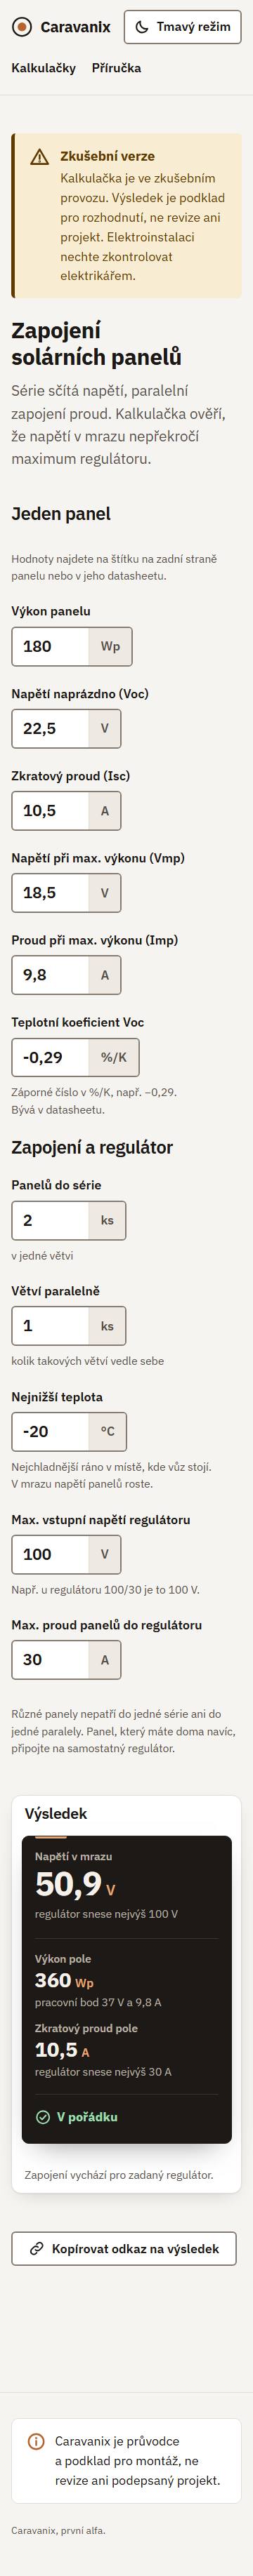 Caravanix
Tmavý režim
Kalkulačky Příručka
Zkušební verze
Kalkulačka je ve zkušebním
provozu. Výsledek je podklad
pro rozhodnutí, ne revize ani
projekt. Elektroinstalaci
nechte zkontrolovat
elektrikářem.
Zapojení
solárních panelů
Série sčítá napětí, paralelní
zapojení proud. Kalkulačka ověří,
že napětí v mrazu nepřekročí
maximum regulátoru.
Jeden panel
Hodnoty najdete na štítku na zadní straně
panelu nebo v jeho datasheetu.
Výkon panelu
180 Wp
Napětí naprázdno (Voc)
22,5 V
Zkratový proud (Isc)
10,5 A
Napětí při max. výkonu (Vmp)
18,5 V
Proud při max. výkonu (Imp)
9,8 A
Teplotní koeficient Voc
-0,29 %/K
Záporné číslo v %/K, např. −0,29.
Bývá v datasheetu.
Zapojení a regulátor
Panelů do série
2 ks
v jedné větvi
Větví paralelně
1 ks
kolik takových větví vedle sebe
Nejnižší teplota
-20 °C
Nejchladnější ráno v místě, kde vůz stojí.
V mrazu napětí panelů roste.
Max. vstupní napětí regulátoru
100 V
Např. u regulátoru 100/30 je to 100 V.
Max. proud panelů do regulátoru
30 A
Různé panely nepatří do jedné série ani do
jedné paralely. Panel, který máte doma navíc,
připojte na samostatný regulátor.
Výsledek
Napětí v mrazu
50,9 V
regulátor snese nejvýš 100 V
Výkon pole
360 Wp
pracovní bod 37 V a 9,8 A
Zkratový proud pole
10,5 A
regulátor snese nejvýš 30 A
V pořádku
Zapojení vychází pro zadaný regulátor.
Kopírovat odkaz na výsledek
Caravanix je průvodce
a podklad pro montáž, ne
revize ani podepsaný projekt.
Caravanix, první alfa.